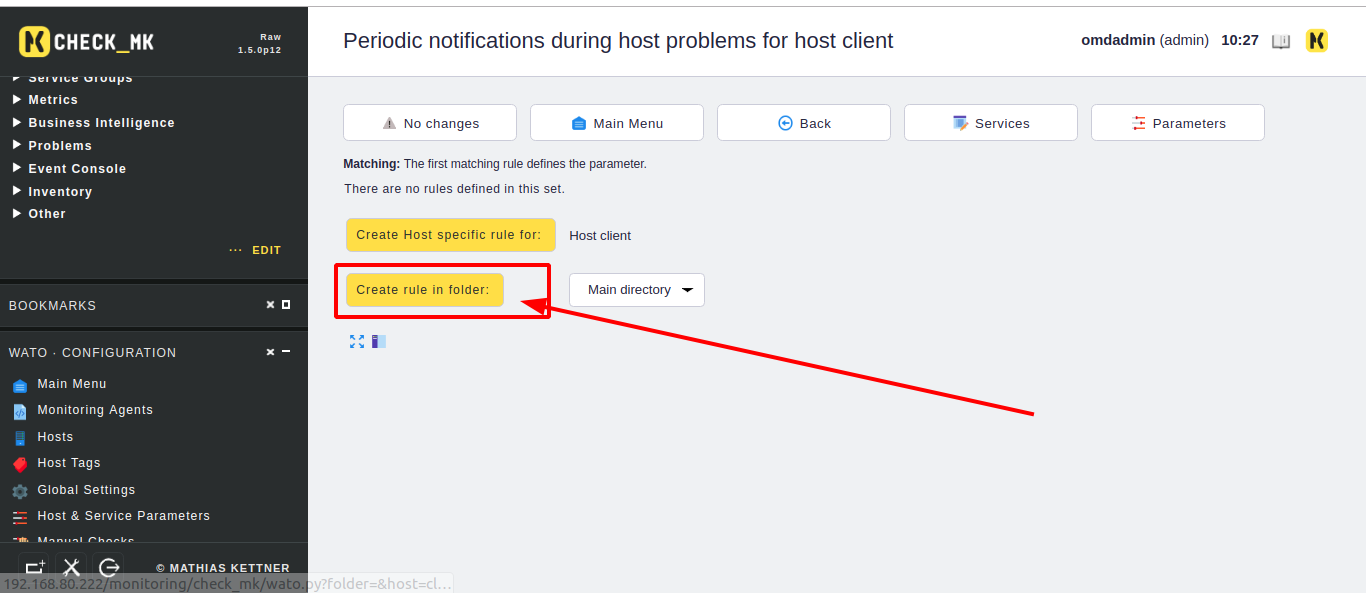 CHECK_MK
Raw
1.5.0p12
Periodic notifications during host problems for host client
omdadmin (admin) 10:27
Service Groups
Metrics
Business Intelligence
Problems
Event Console
Inventory
Other
··· EDIT
BOOKMARKS
WATO · CONFIGURATION
Main Menu
Monitoring Agents
Hosts
Host Tags
Global Settings
Host & Service Parameters
Manual Checks
© MATHIAS KETTNER
192.168.80.222/monitoring/check_mk/wato.py?folder=&host=cl...
No changes
Main Menu
Back
Services
Parameters
Matching: The first matching rule defines the parameter.
There are no rules defined in this set.
Create Host specific rule for: Host client
Create rule in folder: Main directory